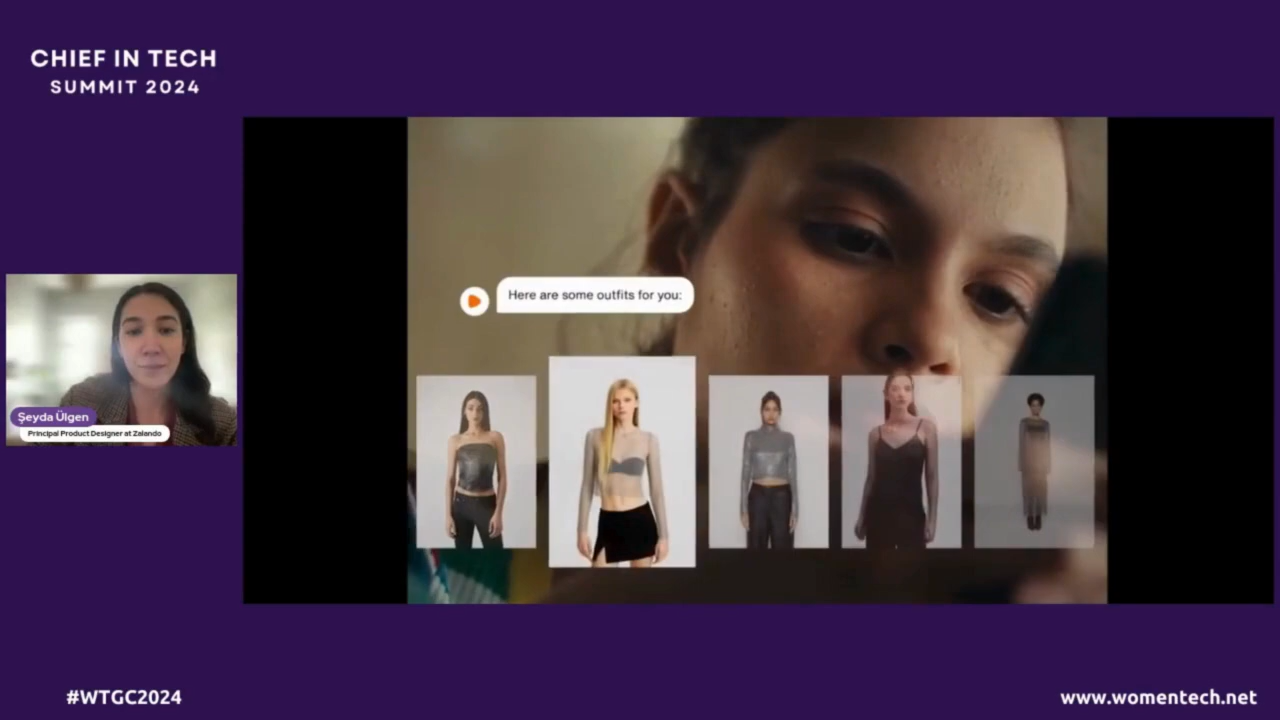 CHIEF IN TECH
SUMMIT 2024
Here are some outfits for you:
Şeyda Ülgen
Principal Product Designer at Zalando
#WTGC2024
www.womentech.net